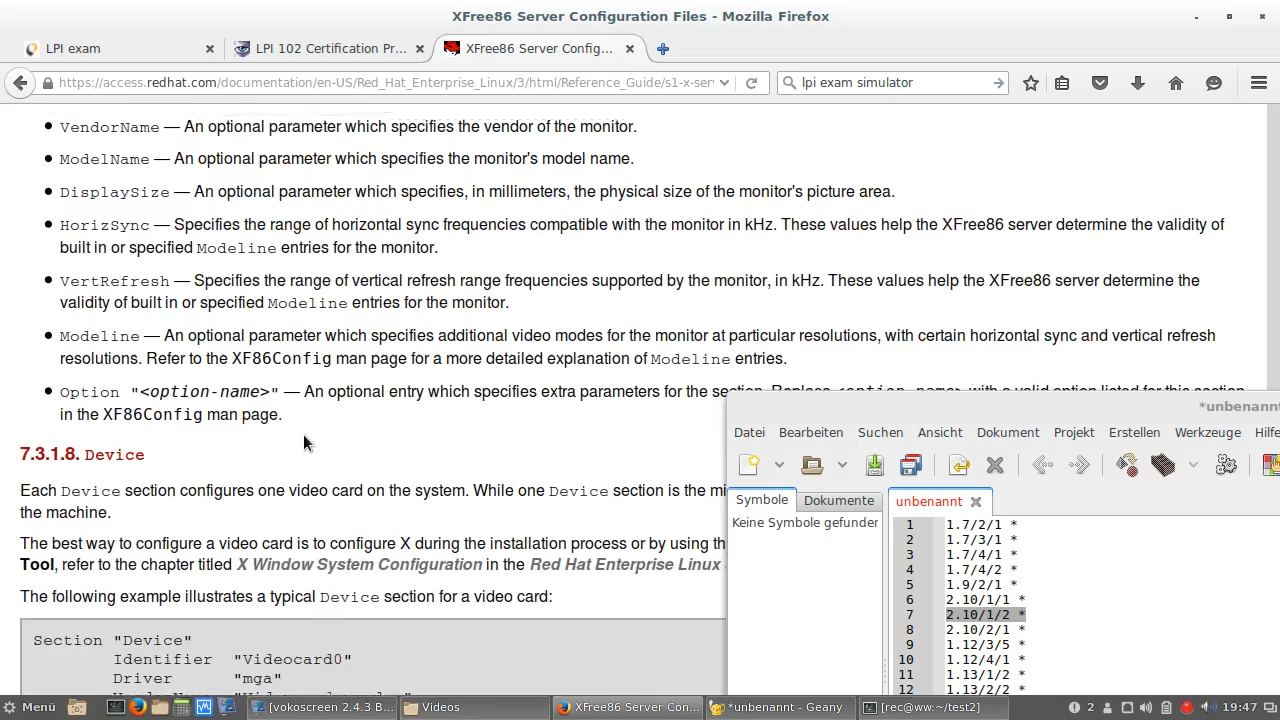 XFree86 Server Configuration Files - Mozilla Firefox
LPI exam
LPI 102 Certification Pr...
XFree86 Server Config...
https://access.redhat.com/documentation/en-US/Red_Hat_Enterprise_Linux/3/html/Reference_Guide/s1-x-ser
lpi exam simulator
VendorName — An optional parameter which specifies the vendor of the monitor.
ModelName — An optional parameter which specifies the monitor's model name.
DisplaySize — An optional parameter which specifies, in millimeters, the physical size of the monitor's picture area.
HorizSync — Specifies the range of horizontal sync frequencies compatible with the monitor in kHz. These values help the XFree86 server determine the validity of
built in or specified Modeline entries for the monitor.
VertRefresh — Specifies the range of vertical refresh range frequencies supported by the monitor, in kHz. These values help the XFree86 server determine the
validity of built in or specified Modeline entries for the monitor.
Modeline — An optional parameter which specifies additional video modes for the monitor at particular resolutions, with certain horizontal sync and vertical refresh
resolutions. Refer to the XF86Config man page for a more detailed explanation of Modeline entries.
Option "<option-name>" — An optional entry which specifies extra parameters for the section. Replace <option-name> with a valid option listed for this section
in the XF86Config man page.
7.3.1.8. Device
Each Device section configures one video card on the system. While one Device section is the mi
the machine.
The best way to configure a video card is to configure X during the installation process or by using the
Tool, refer to the chapter titled X Window System Configuration in the Red Hat Enterprise Linux
The following example illustrates a typical Device section for a video card:
Section "Device"
Identifier "Videocard0"
Driver "mga"
*unbenannt
Datei Bearbeiten Suchen Ansicht Dokument Projekt Erstellen Werkzeuge Hilfe
Symbole Dokumente unbenannt
Keine Symbole gefunden
1 1.7/2/1 *
2 1.7/3/1 *
3 1.7/4/1 *
4 1.7/4/2 *
5 1.9/2/1 *
6 2.10/1/1 *
7 2.10/1/2 *
8 2.10/2/1 *
9 1.12/3/5 *
10 1.12/4/1 *
11 1.13/1/1 *
12 1.13/2/2 *
Menü [vokoscreen 2.4.3 B... Videos XFree86 Server Con... *unbenannt - Geany [rec@ww:~/test2] 2 19:47